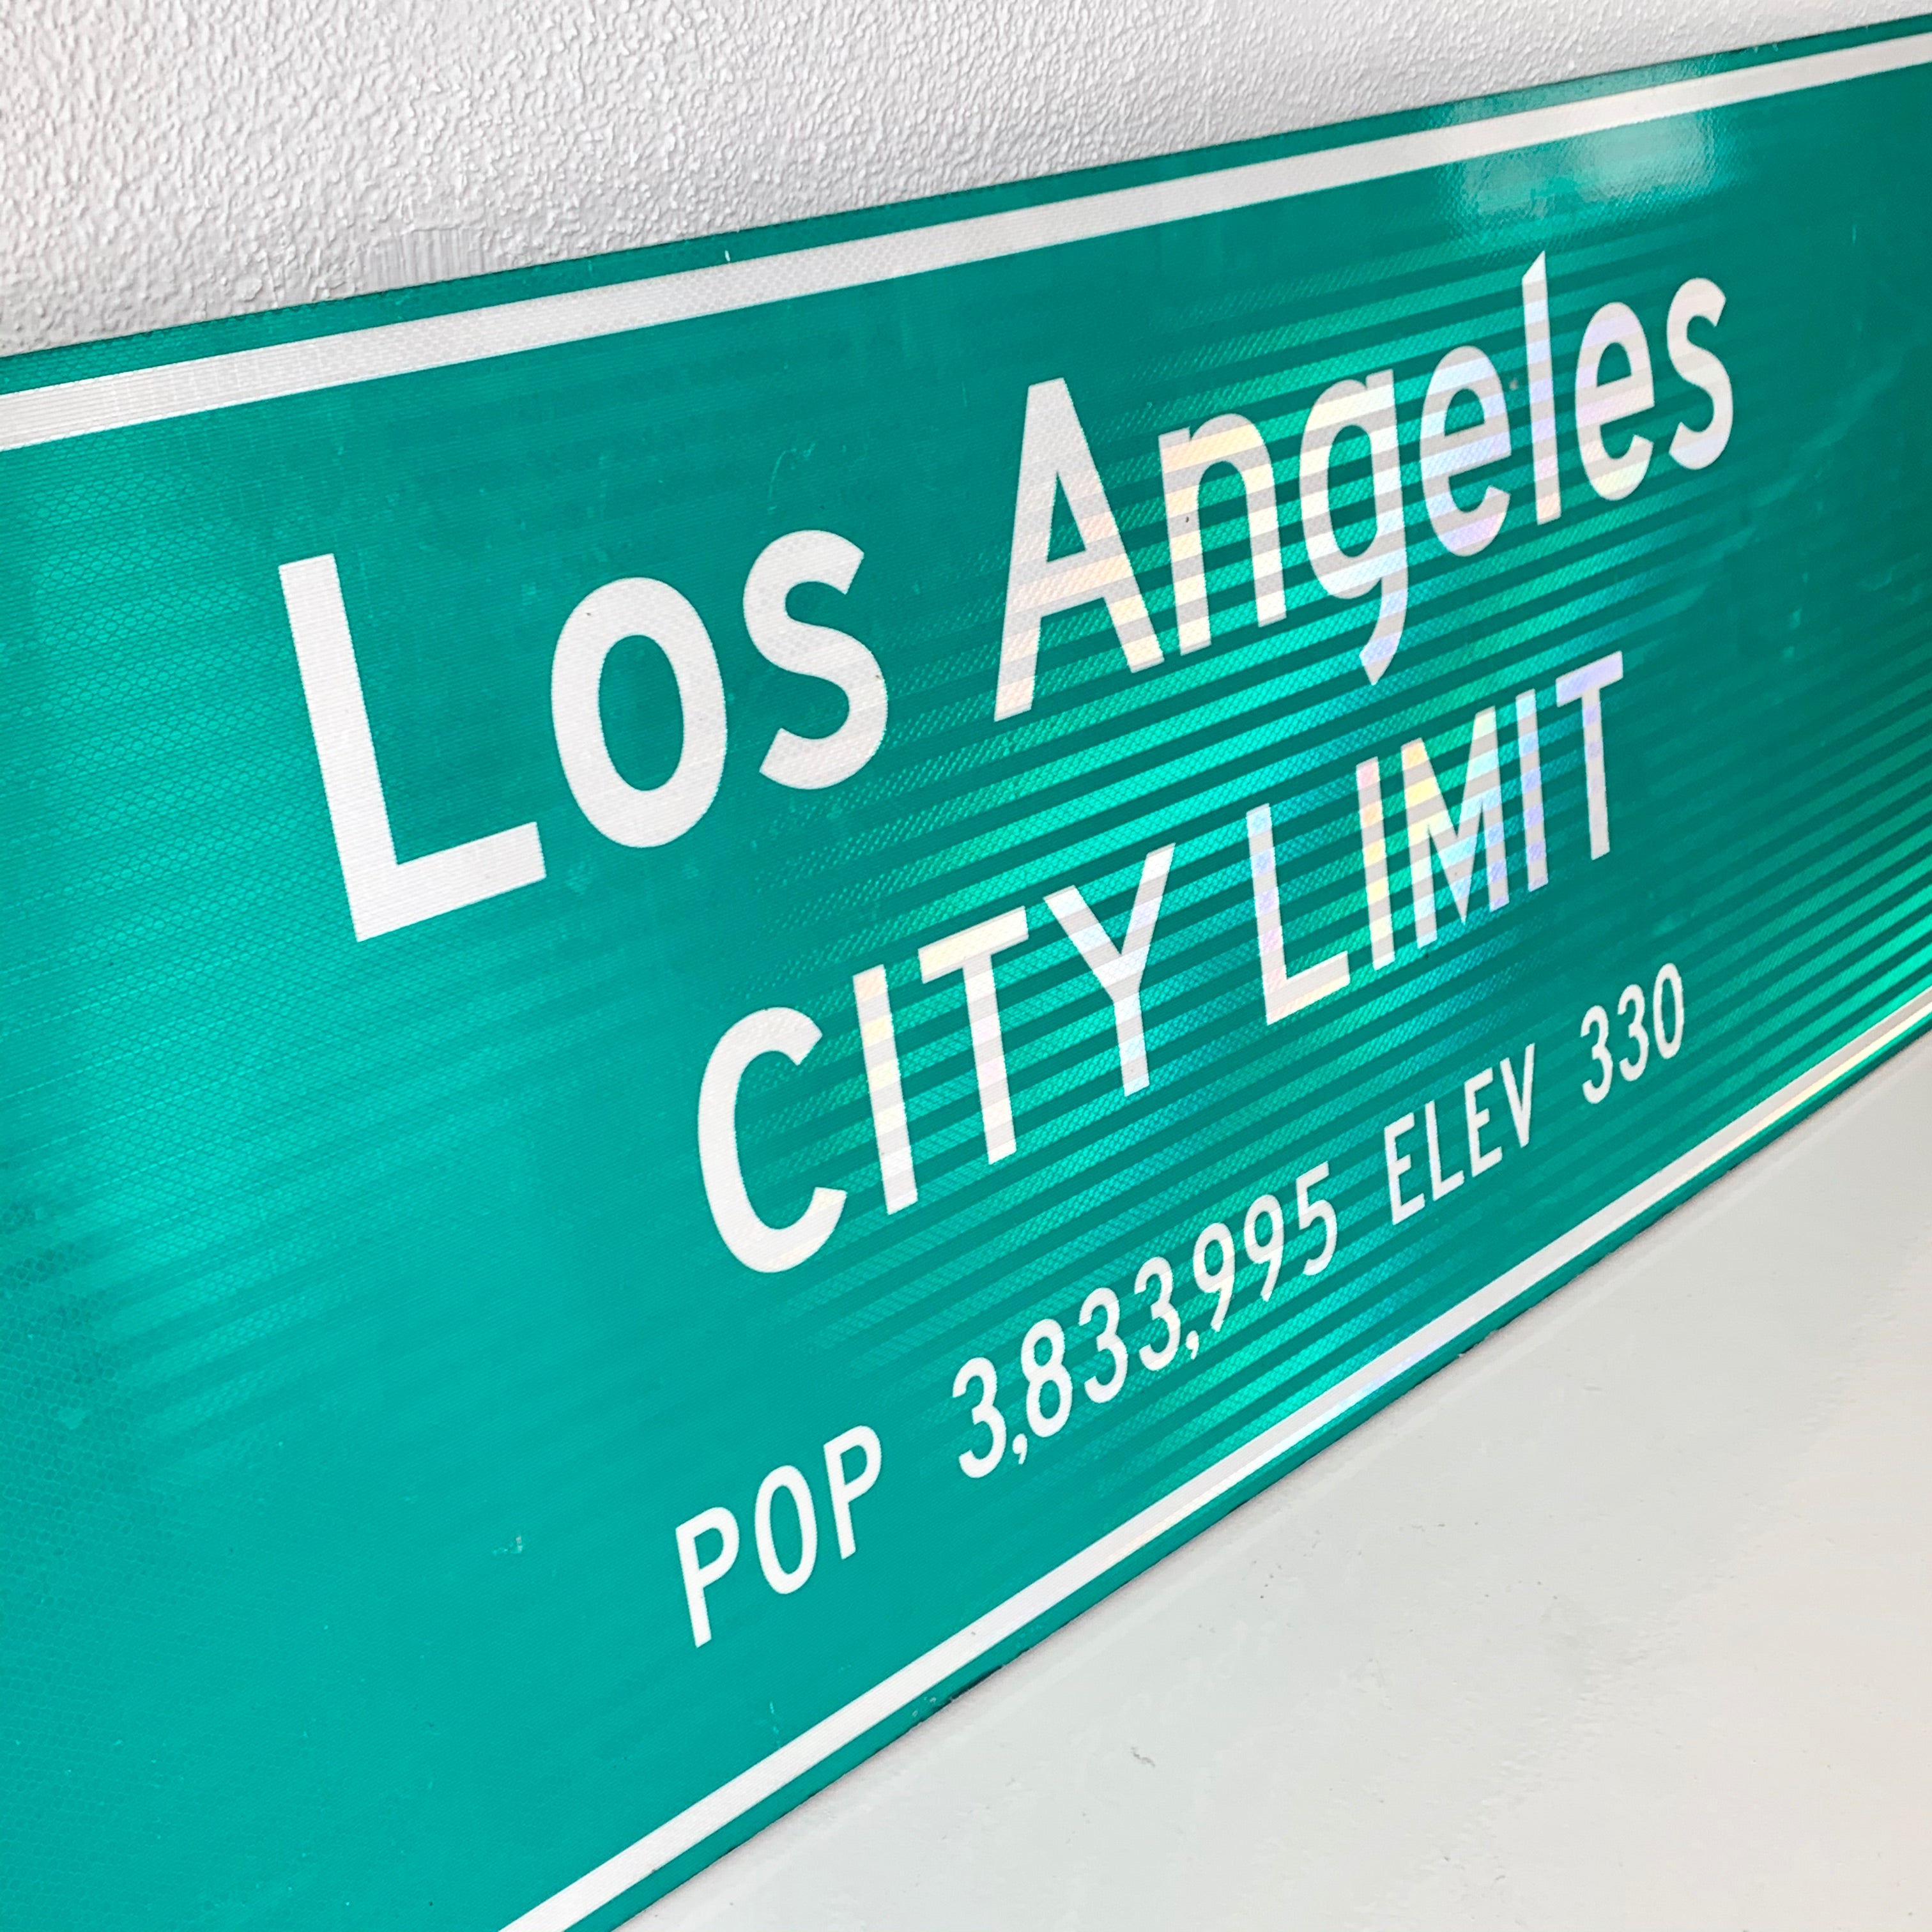 Los Angeles
CITY LIMIT
POP 3,833,995 ELEV 330